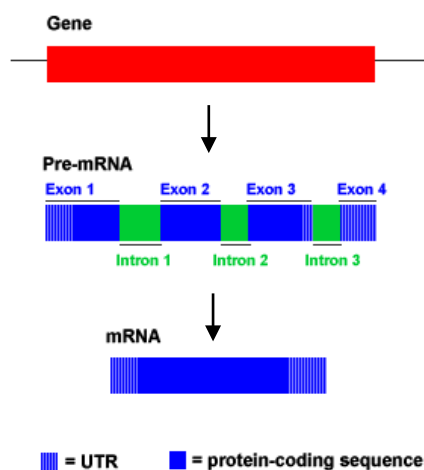 Gene
Pre-mRNA
Exon 1 Exon 2 Exon 3 Exon 4
Intron 1 Intron 2 Intron 3
mRNA
= UTR = protein-coding sequence